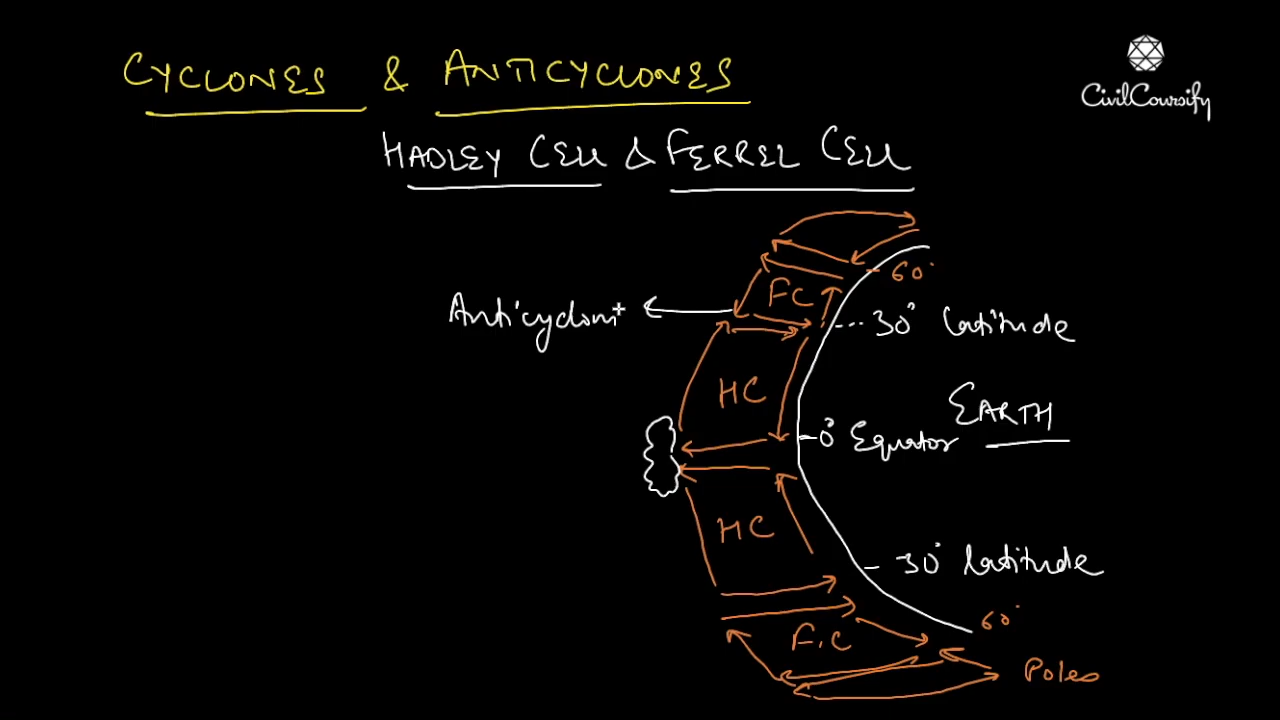 CYCLONES & ANTICYCLONES
CivilCoursify
HADLEY CELL & FERREL CELL
60°
FC
Anticycloni
30° latitude
HC
EARTH
0° Equator
HC
30° latitude
60°
F.C
Poles